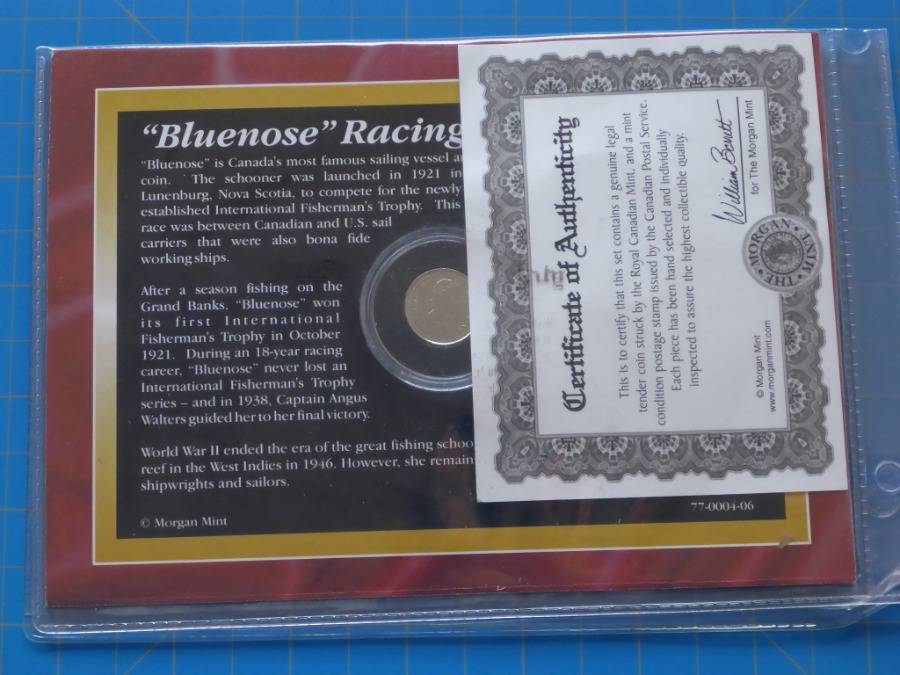 "Bluenose" Racing
"Bluenose" is Canada's most famous sailing vessel
coin. The schooner was launched in 1921 in
Lunenburg, Nova Scotia, to compete for the newly
established International Fisherman's Trophy. This
race was between Canadian and U.S. sail
carriers that were also bona fide
working ships.
After a season fishing on the
Grand Banks, "Bluenose" won
its first International
Fisherman's Trophy in October
1921. During an 18-year racing
career, "Bluenose" never lost an
International Fisherman's Trophy
series – and in 1938, Captain Angus
Walters guided her to her final victory.
World War II ended the era of the great fishing schoo
reef in the West Indies in 1946. However, she remain
shipwrights and sailors.
© Morgan Mint
77-0004-06
Certificate of Authenticity
This is to certify that this set contains a genuine legal
tender coin struck by the Royal Canadian Mint, and a mint
condition postage stamp issued by the Canadian Postal Service.
Each piece has been hand selected and individually
inspected to assure the highest collectible quality.
William Bennett
for The Morgan Mint
© Morgan Mint
www.morganmint.com
MORGAN
THE MINT